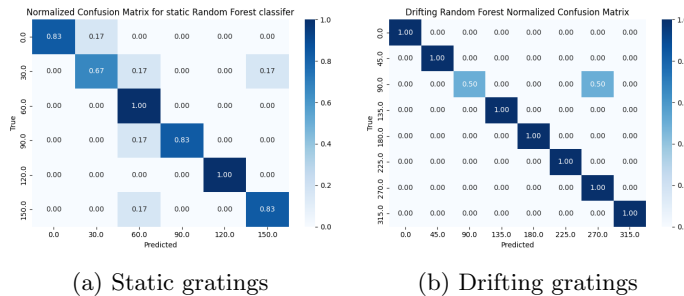 Normalized Confusion Matrix for static Random Forest classifer
0.0 0.83 0.17 0.00 0.00 0.00 0.00
30.0 0.00 0.67 0.17 0.00 0.00 0.17
60.0 0.00 0.00 1.00 0.00 0.00 0.00
90.0 0.00 0.00 0.17 0.83 0.00 0.00
120.0 0.00 0.00 0.00 0.00 1.00 0.00
150.0 0.00 0.00 0.17 0.00 0.00 0.83
0.0 30.0 60.0 90.0 120.0 150.0
True
Predicted
1.0
0.8
0.6
0.4
0.2
0.0
(a) Static gratings
Drifting Random Forest Normalized Confusion Matrix
0.0 1.00 0.00 0.00 0.00 0.00 0.00 0.00 0.00
45.0 0.00 1.00 0.00 0.00 0.00 0.00 0.00 0.00
90.0 0.00 0.00 0.50 0.00 0.00 0.00 0.50 0.00
135.0 0.00 0.00 0.00 1.00 0.00 0.00 0.00 0.00
180.0 0.00 0.00 0.00 0.00 1.00 0.00 0.00 0.00
225.0 0.00 0.00 0.00 0.00 0.00 1.00 0.00 0.00
270.0 0.00 0.00 0.00 0.00 0.00 0.00 1.00 0.00
315.0 0.00 0.00 0.00 0.00 0.00 0.00 0.00 1.00
0.0 45.0 90.0 135.0 180.0 225.0 270.0 315.0
True
Predicted
(b) Drifting gratings